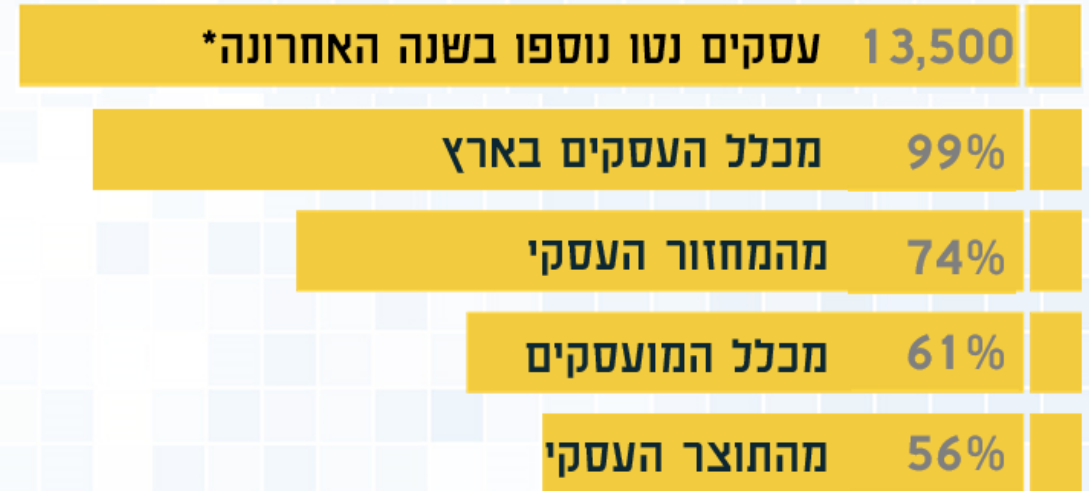 13,500 עסקים נטו נוספו בשנה האחרונה*
99% מכלל העסקים בארץ
74% מהמחזור העסקי
61% מכלל המועסקים
56% מהתוצר העסקי